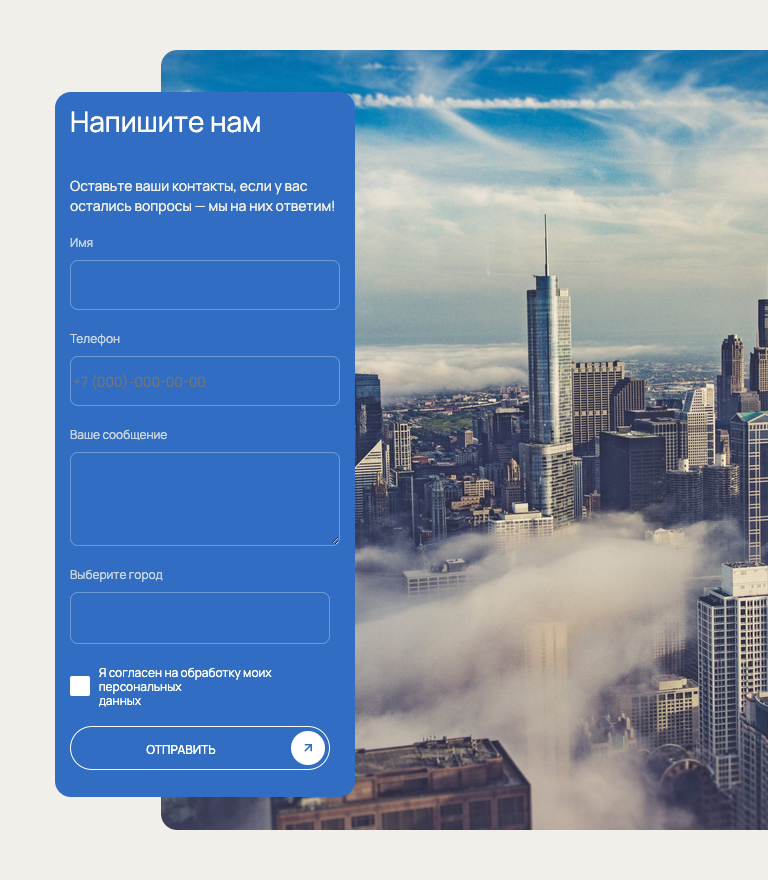 Напишите нам
Оставьте ваши контакты, если у вас
остались вопросы — мы на них ответим!
Имя
Телефон
+7 (000)-000-00-00
Ваше сообщение
Выберите город
Я согласен на обработку моих
персональных
данных
ОТПРАВИТЬ